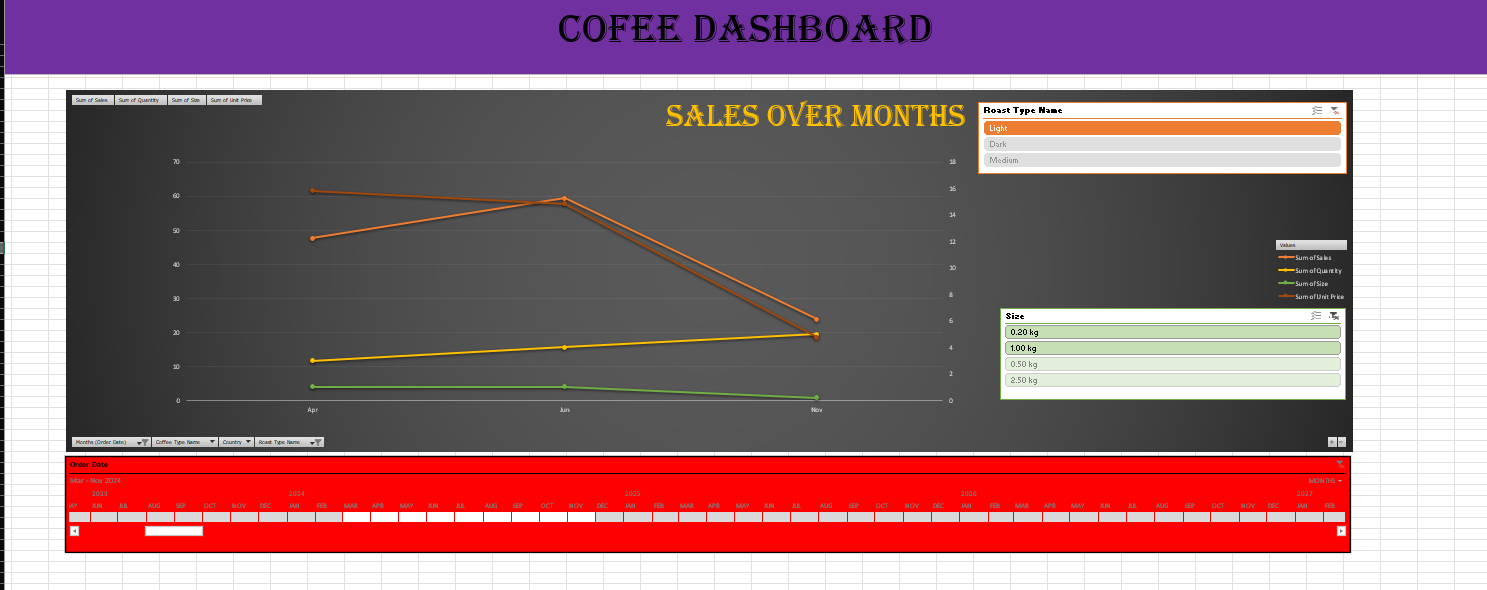 COFEE DASHBOARD
Sum of Sales Sum of Quantity Sum of Size Sum of Unit Price
SALES OVER MONTHS
Roast Type Name
Light
Dark
Medium
70
60
50
40
30
20
10
0
18
16
14
12
10
8
6
4
2
0
Apr Jun Nov
Values
Sum of Sales
Sum of Quantity
Sum of Size
Sum of Unit Price
Size
0.20 kg
1.00 kg
0.50 kg
2.50 kg
Months (Order Date) Coffee Type Name Country Roast Type Name
+ -
Order Date
Mar - Nov 2024 MONTHS
2023 2024 2025 2026 2027
AY JUN JUL AUG SEP OCT NOV DEC JAN FEB MAR APR MAY JUN JUL AUG SEP OCT NOV DEC JAN FEB MAR APR MAY JUN JUL AUG SEP OCT NOV DEC JAN FEB MAR APR MAY JUN JUL AUG SEP OCT NOV DEC JAN FEB